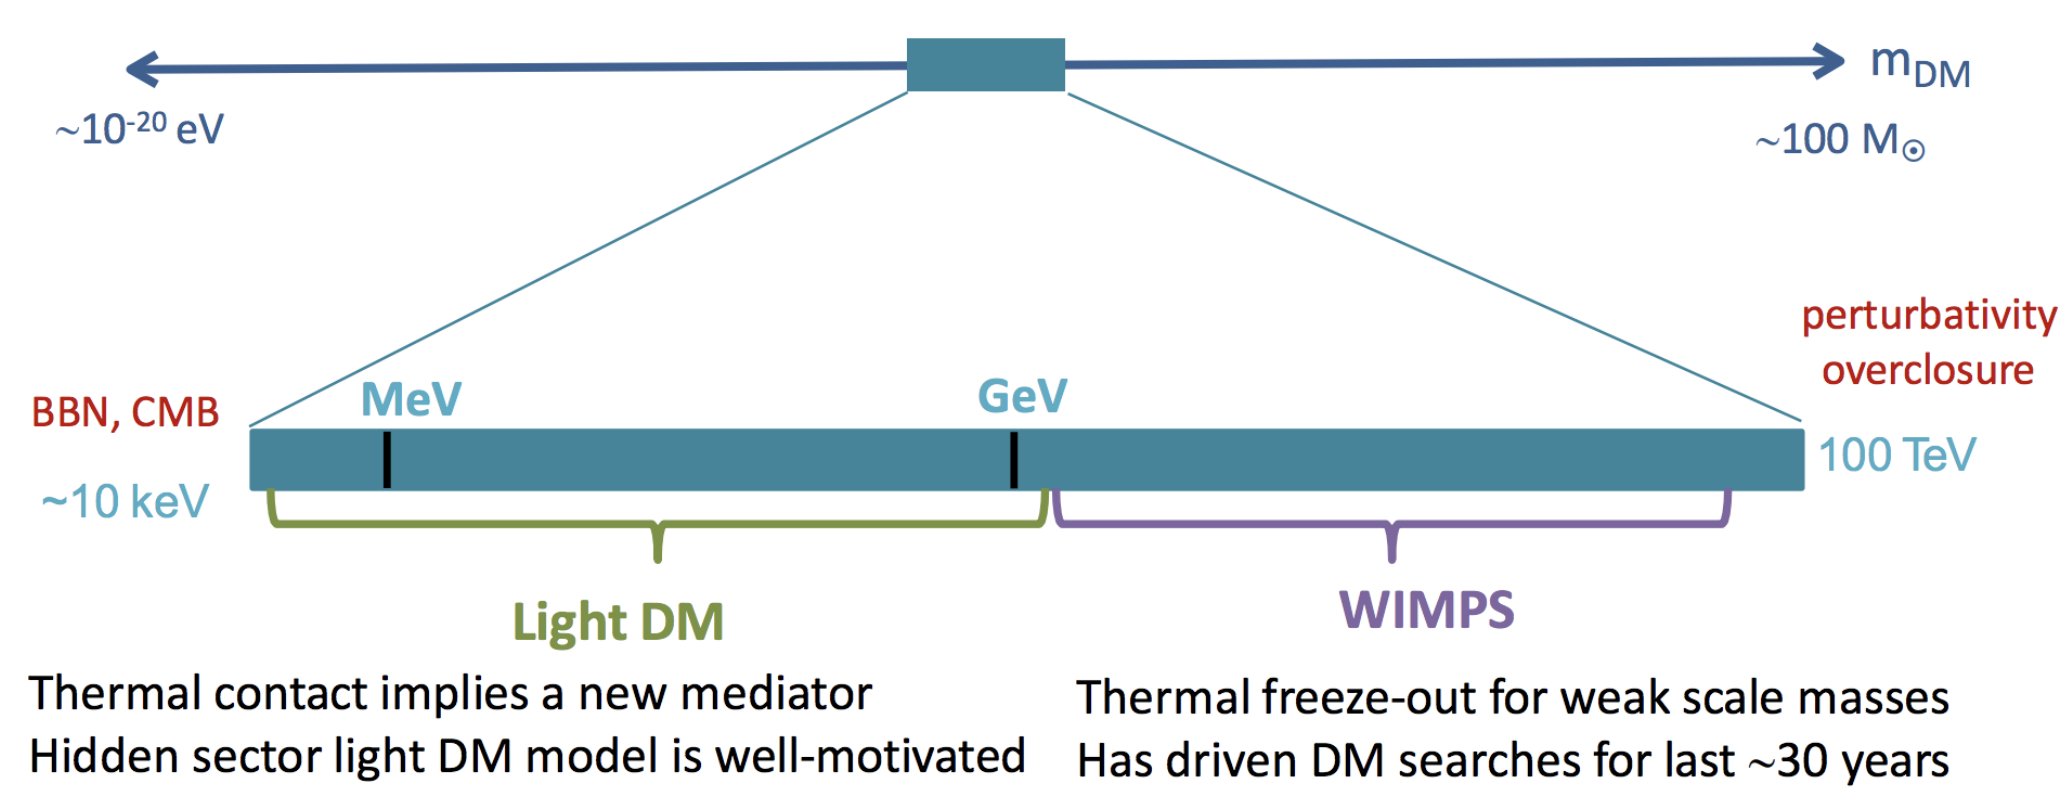 m_DM
~10⁻²⁰ eV
~100 M☉
perturbativity
overclosure
BBN, CMB
MeV
GeV
100 TeV
~10 keV
Light DM
WIMPS
Thermal contact implies a new mediator
Hidden sector light DM model is well-motivated
Thermal freeze-out for weak scale masses
Has driven DM searches for last ~30 years